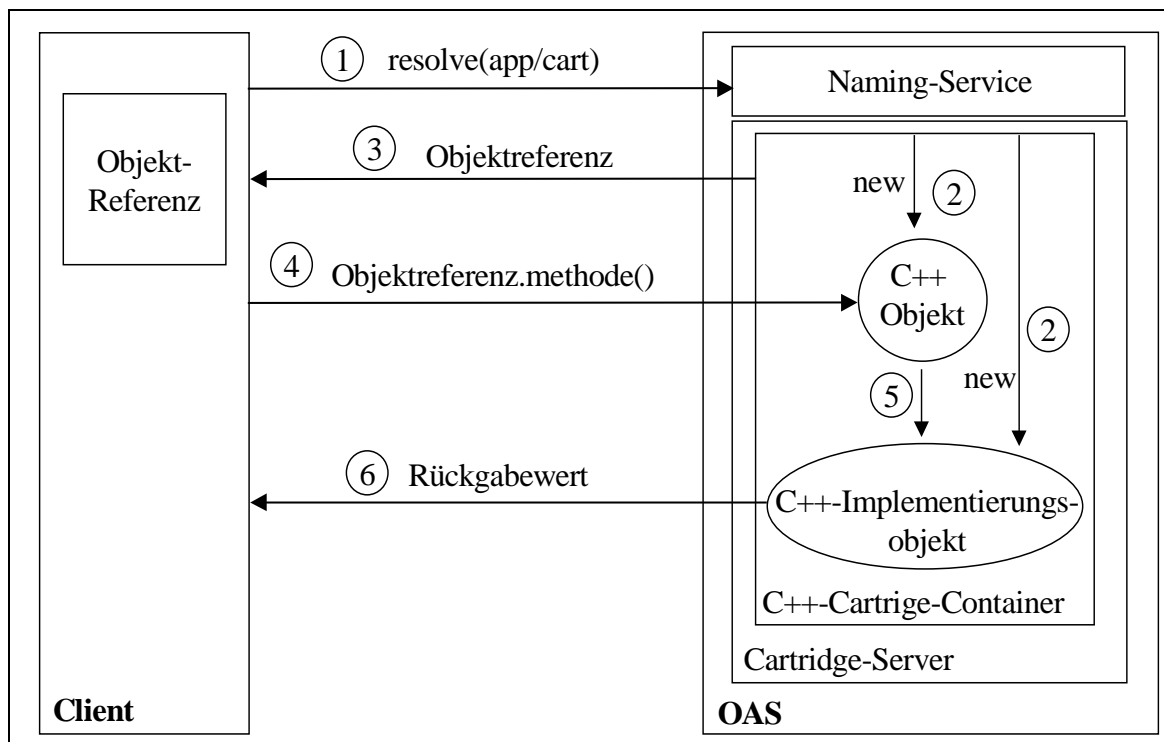 ① resolve(app/cart)
Naming-Service
Objekt-
Referenz
③ Objektreferenz
new ②
④ Objektreferenz.methode()
C++
Objekt
②
new
⑤
⑥ Rückgabewert
C++-Implementierungs-
objekt
C++-Cartrige-Container
Cartridge-Server
Client
OAS